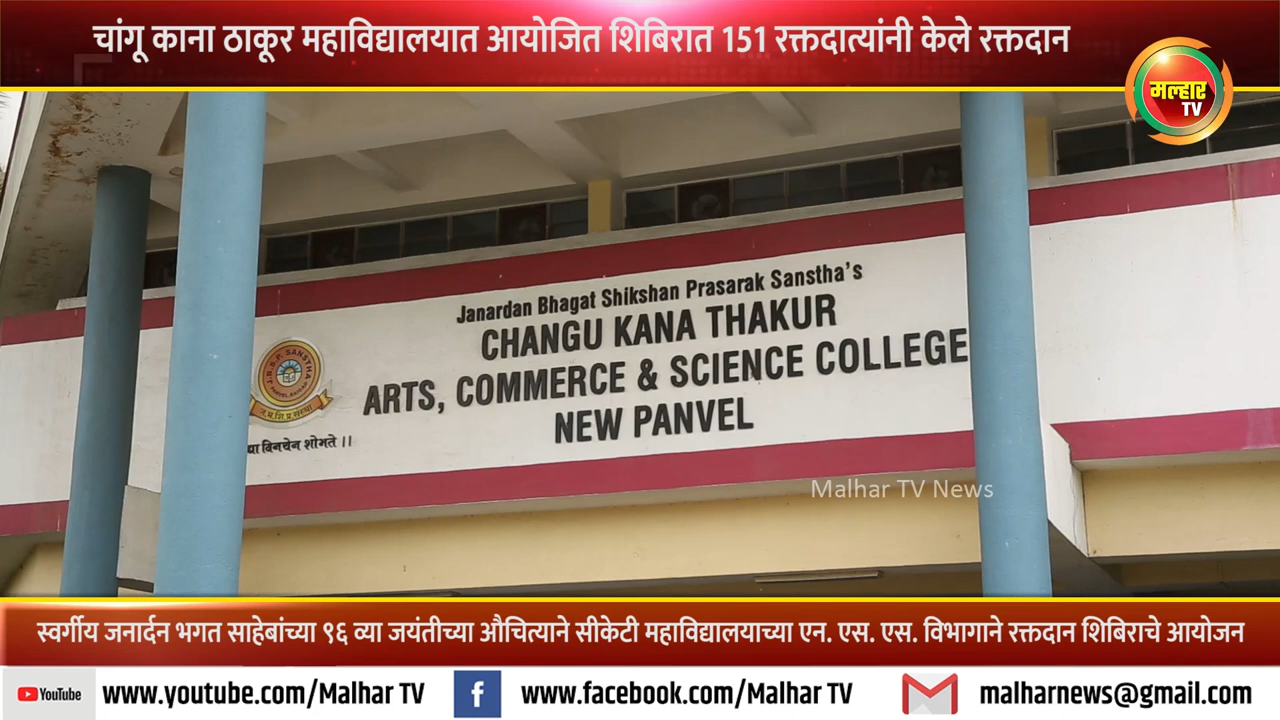 चांगू काना ठाकूर महाविद्यालयात आयोजित शिबिरात 151 रक्तदात्यांनी केले रक्तदान
मल्हार
TV
Janardan Bhagat Shikshan Prasarak Sanstha's
CHANGU KANA THAKUR
ARTS, COMMERCE & SCIENCE COLLEGE
NEW PANVEL
J.B.S.P. SANSTHA
ज.भ.शि.प्र.संस्था
शोभते ।।
Malhar TV News
स्वर्गीय जनार्दन भगत साहेबांच्या ९६ व्या जयंतीच्या औचित्याने सीकेटी महाविद्यालयाच्या एन. एस. एस. विभागाने रक्तदान शिबिराचे आयोजन
YouTube www.youtube.com/Malhar TV f www.facebook.com/Malhar TV malharnews@gmail.com